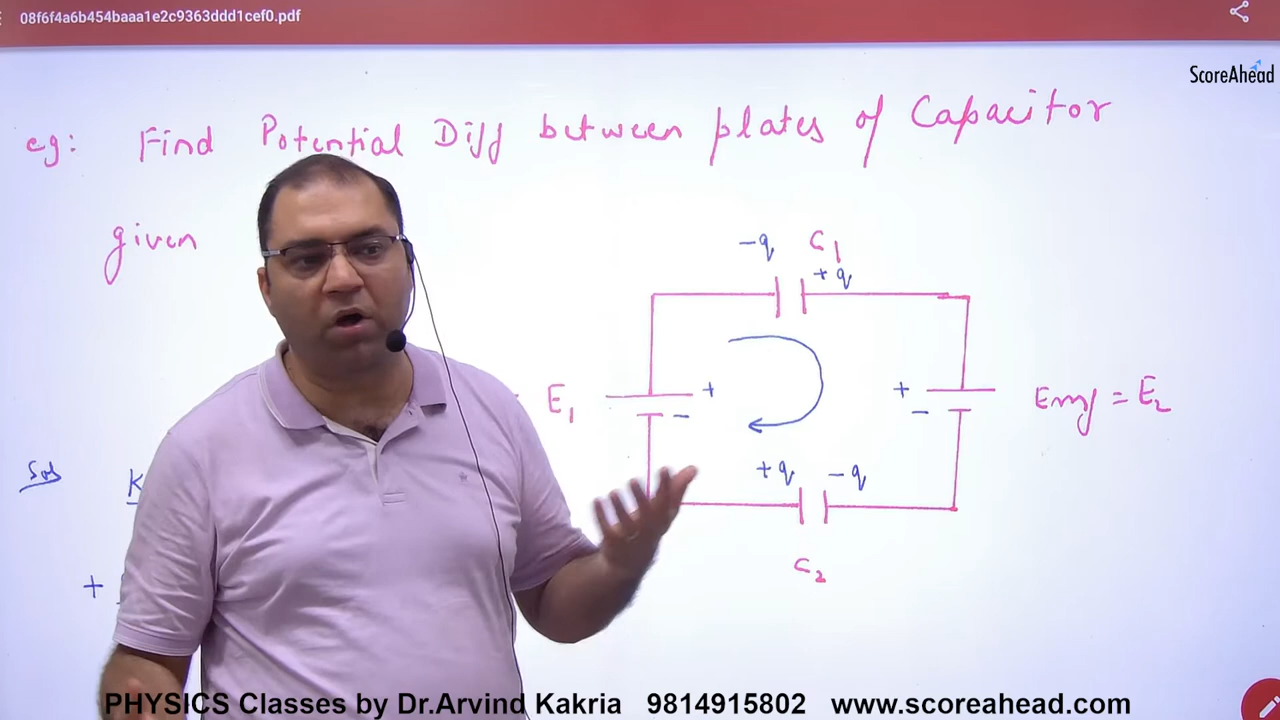 08f6f4a6b454baaa1e2c9363ddd1cef0.pdf
ScoreAhead
eg: Find Potential Diff between plates of Capacitor
given
-q C1
+q
E1 + - + - Emf = E2
Sol K
+q -q
+
C2
PHYSICS Classes by Dr.Arvind Kakria 9814915802 www.scoreahead.com